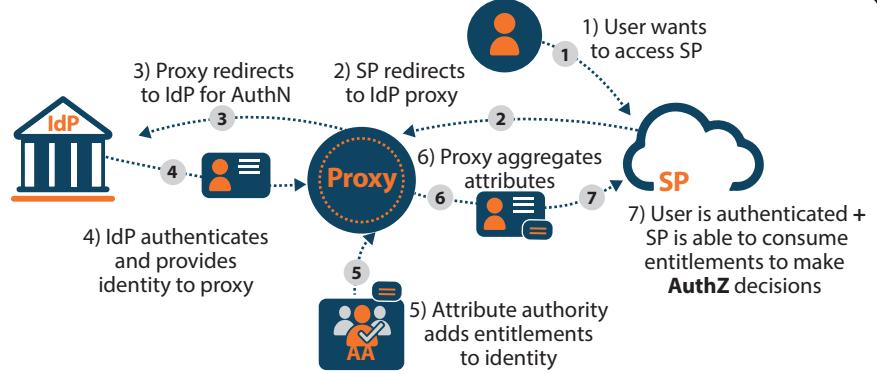 1) User wants
to access SP
1
3) Proxy redirects
to IdP for AuthN
2) SP redirects
to IdP proxy
IdP
3
2
4
Proxy
6) Proxy aggregates
attributes
6
7
SP
7) User is authenticated +
SP is able to consume
entitlements to make
AuthZ decisions
4) IdP authenticates
and provides
identity to proxy
5
AA
5) Attribute authority
adds entitlements
to identity